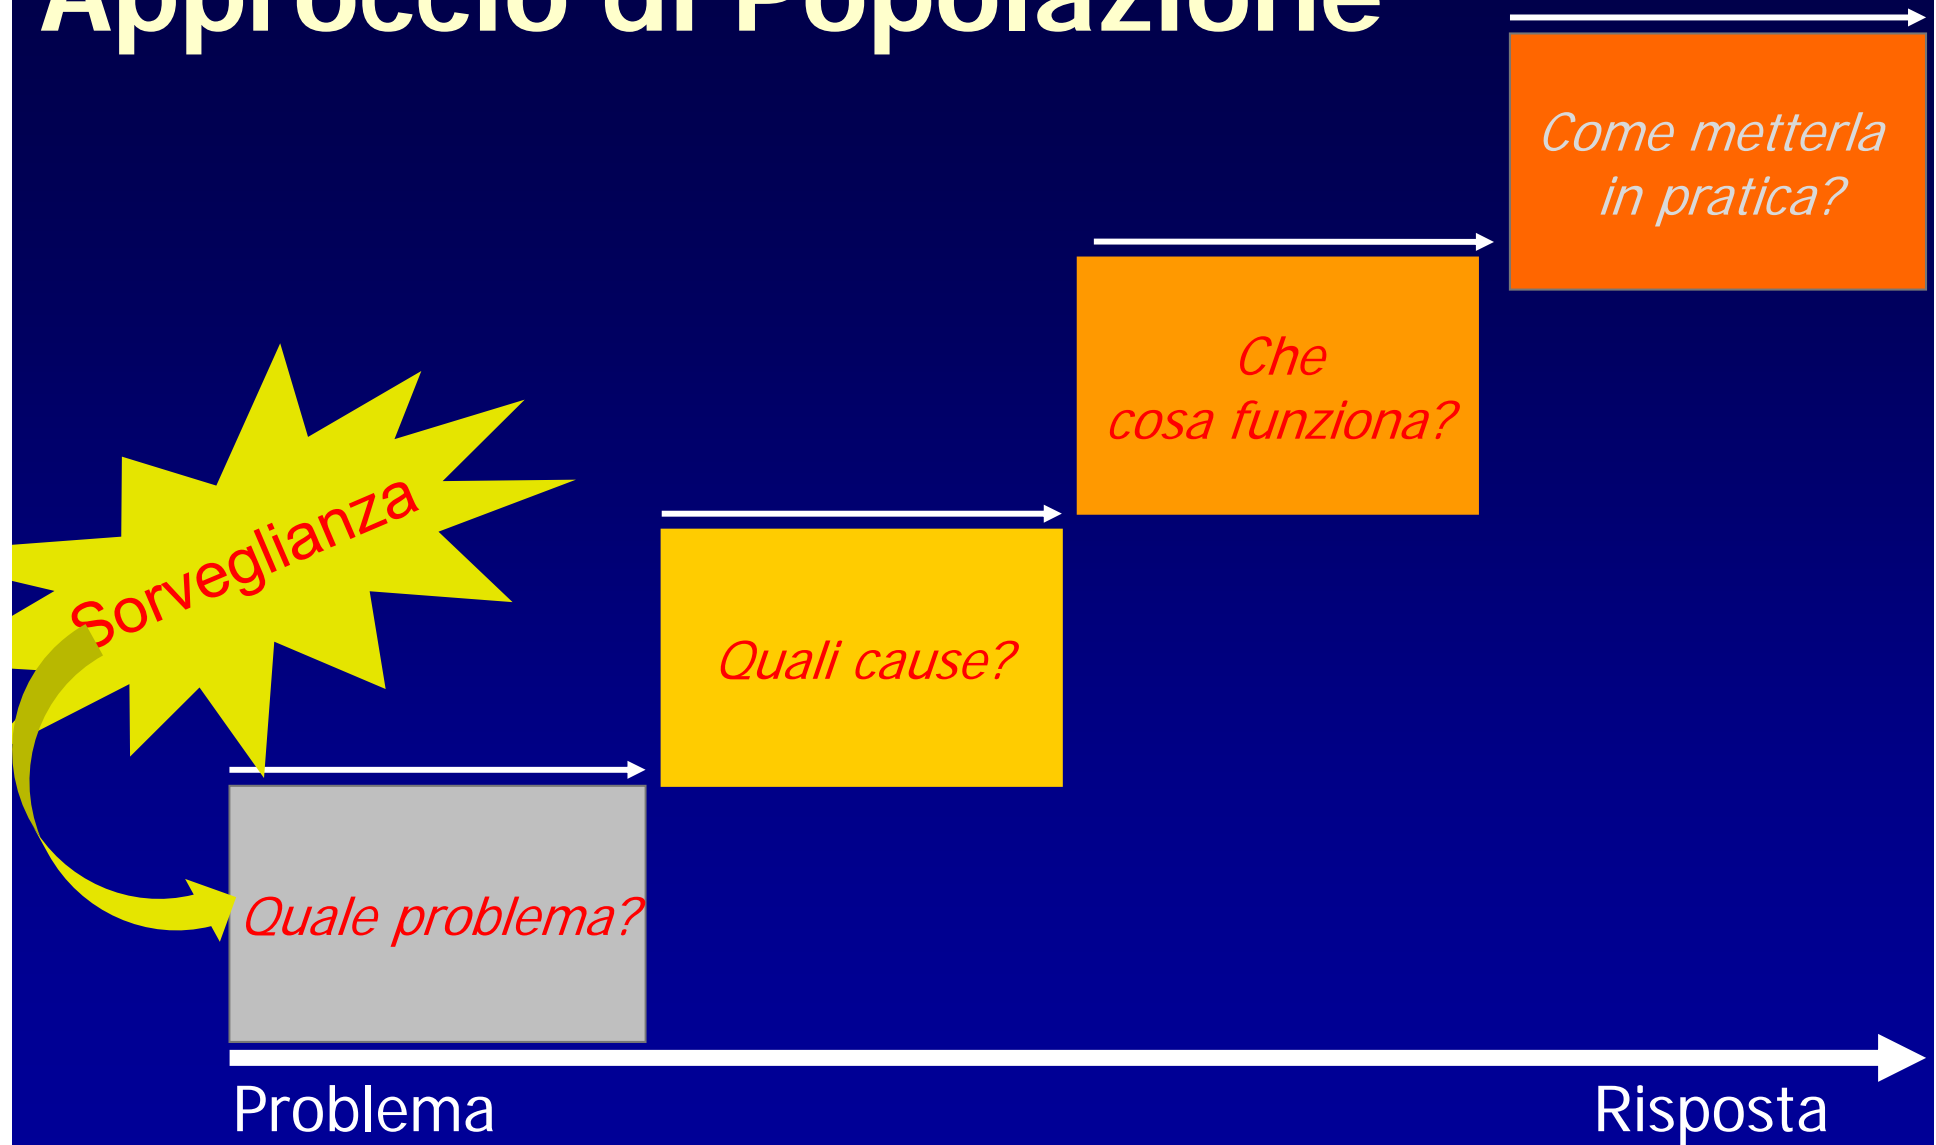 Approccio di Popolazione
Come metterla
in pratica?
Che
cosa funziona?
Sorveglianza
Quali cause?
Quale problema?
Problema
Risposta